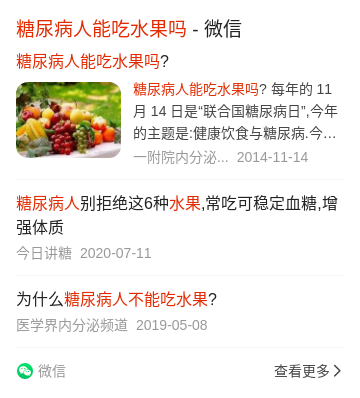 糖尿病人能吃水果吗 - 微信
糖尿病人能吃水果吗?
糖尿病人能吃水果吗? 每年的 11
月 14 日是“联合国糖尿病日”,今年
的主题是:健康饮食与糖尿病.今...
一附院内分泌... 2014-11-14
糖尿病人别拒绝这6种水果,常吃可稳定血糖,增
强体质
今日讲糖 2020-07-11
为什么糖尿病人不能吃水果?
医学界内分泌频道 2019-05-08
微信
查看更多